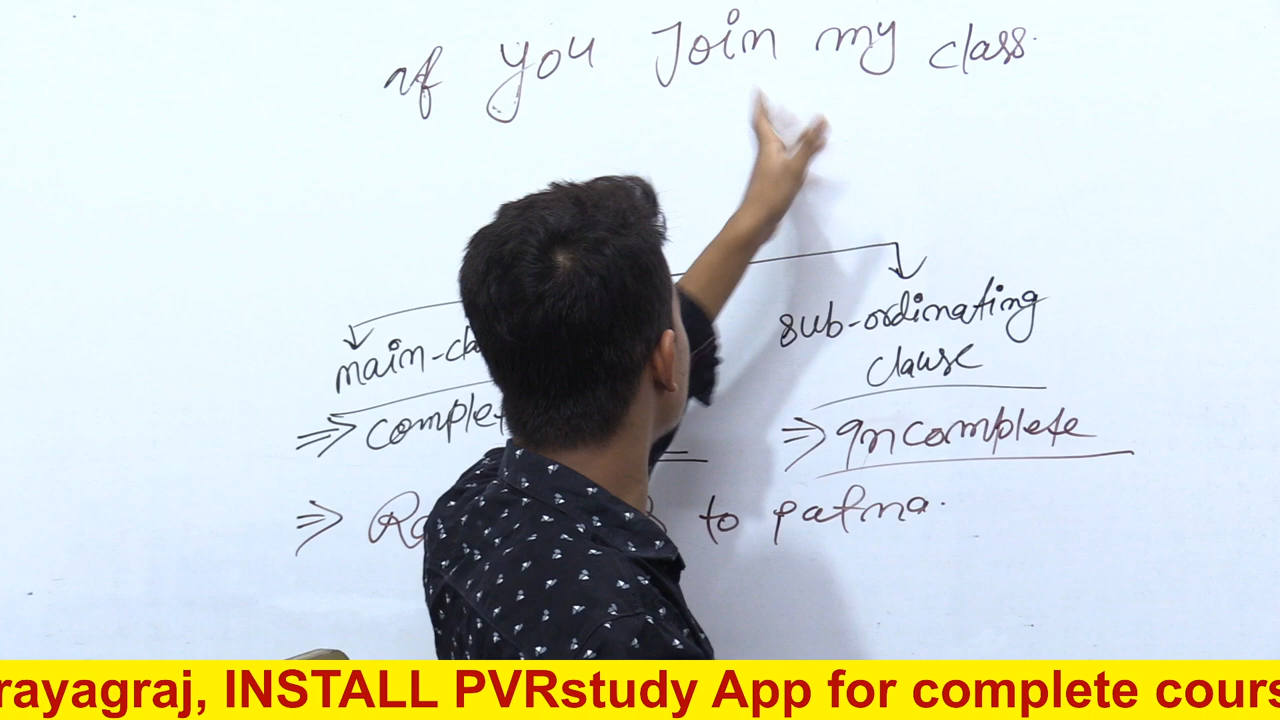 If you Join my class.
main-cla
sub-ordinating
clause
⇒ complet
⇒ Incomplete
⇒ Ra to patna.
rayagraj, INSTALL PVRstudy App for complete cours